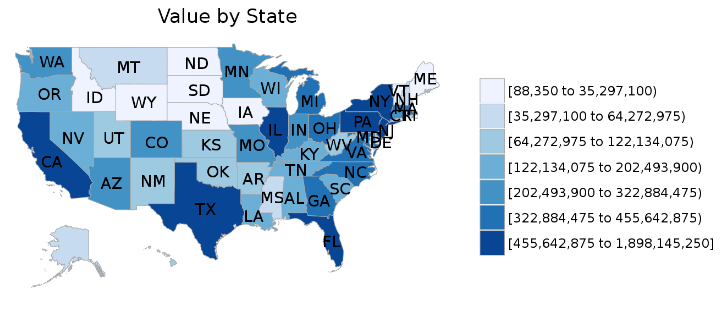 Value by State
WA MT ND MN ME
OR ID SD WI VT NH
WY MI NY MA
CT RI
NE IA PA NJ
NV UT CO IL IN OH MD DE
CA KS MO WV VA
AZ NM OK AR KY TN NC
MS AL GA SC
TX LA
FL
[88,350 to 35,297,100)
[35,297,100 to 64,272,975)
[64,272,975 to 122,134,075)
[122,134,075 to 202,493,900)
[202,493,900 to 322,884,475)
[322,884,475 to 455,642,875)
[455,642,875 to 1,898,145,250]